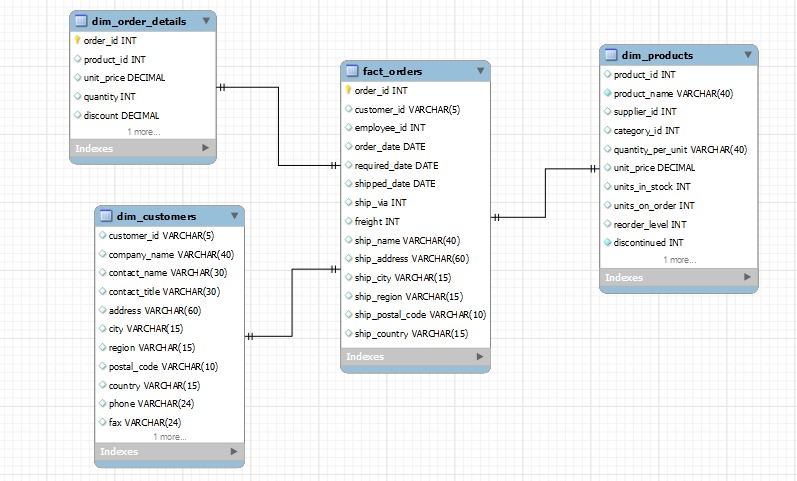 dim_order_details
order_id INT
product_id INT
unit_price DECIMAL
quantity INT
discount DECIMAL
1 more...
Indexes
fact_orders
order_id INT
customer_id VARCHAR(5)
employee_id INT
order_date DATE
required_date DATE
shipped_date DATE
ship_via INT
freight INT
ship_name VARCHAR(40)
ship_address VARCHAR(60)
ship_city VARCHAR(15)
ship_region VARCHAR(15)
ship_postal_code VARCHAR(10)
ship_country VARCHAR(15)
Indexes
dim_products
product_id INT
product_name VARCHAR(40)
supplier_id INT
category_id INT
quantity_per_unit VARCHAR(40)
unit_price DECIMAL
units_in_stock INT
units_on_order INT
reorder_level INT
discontinued INT
1 more...
Indexes
dim_customers
customer_id VARCHAR(5)
company_name VARCHAR(40)
contact_name VARCHAR(30)
contact_title VARCHAR(30)
address VARCHAR(60)
city VARCHAR(15)
region VARCHAR(15)
postal_code VARCHAR(10)
country VARCHAR(15)
phone VARCHAR(24)
fax VARCHAR(24)
1 more...
Indexes